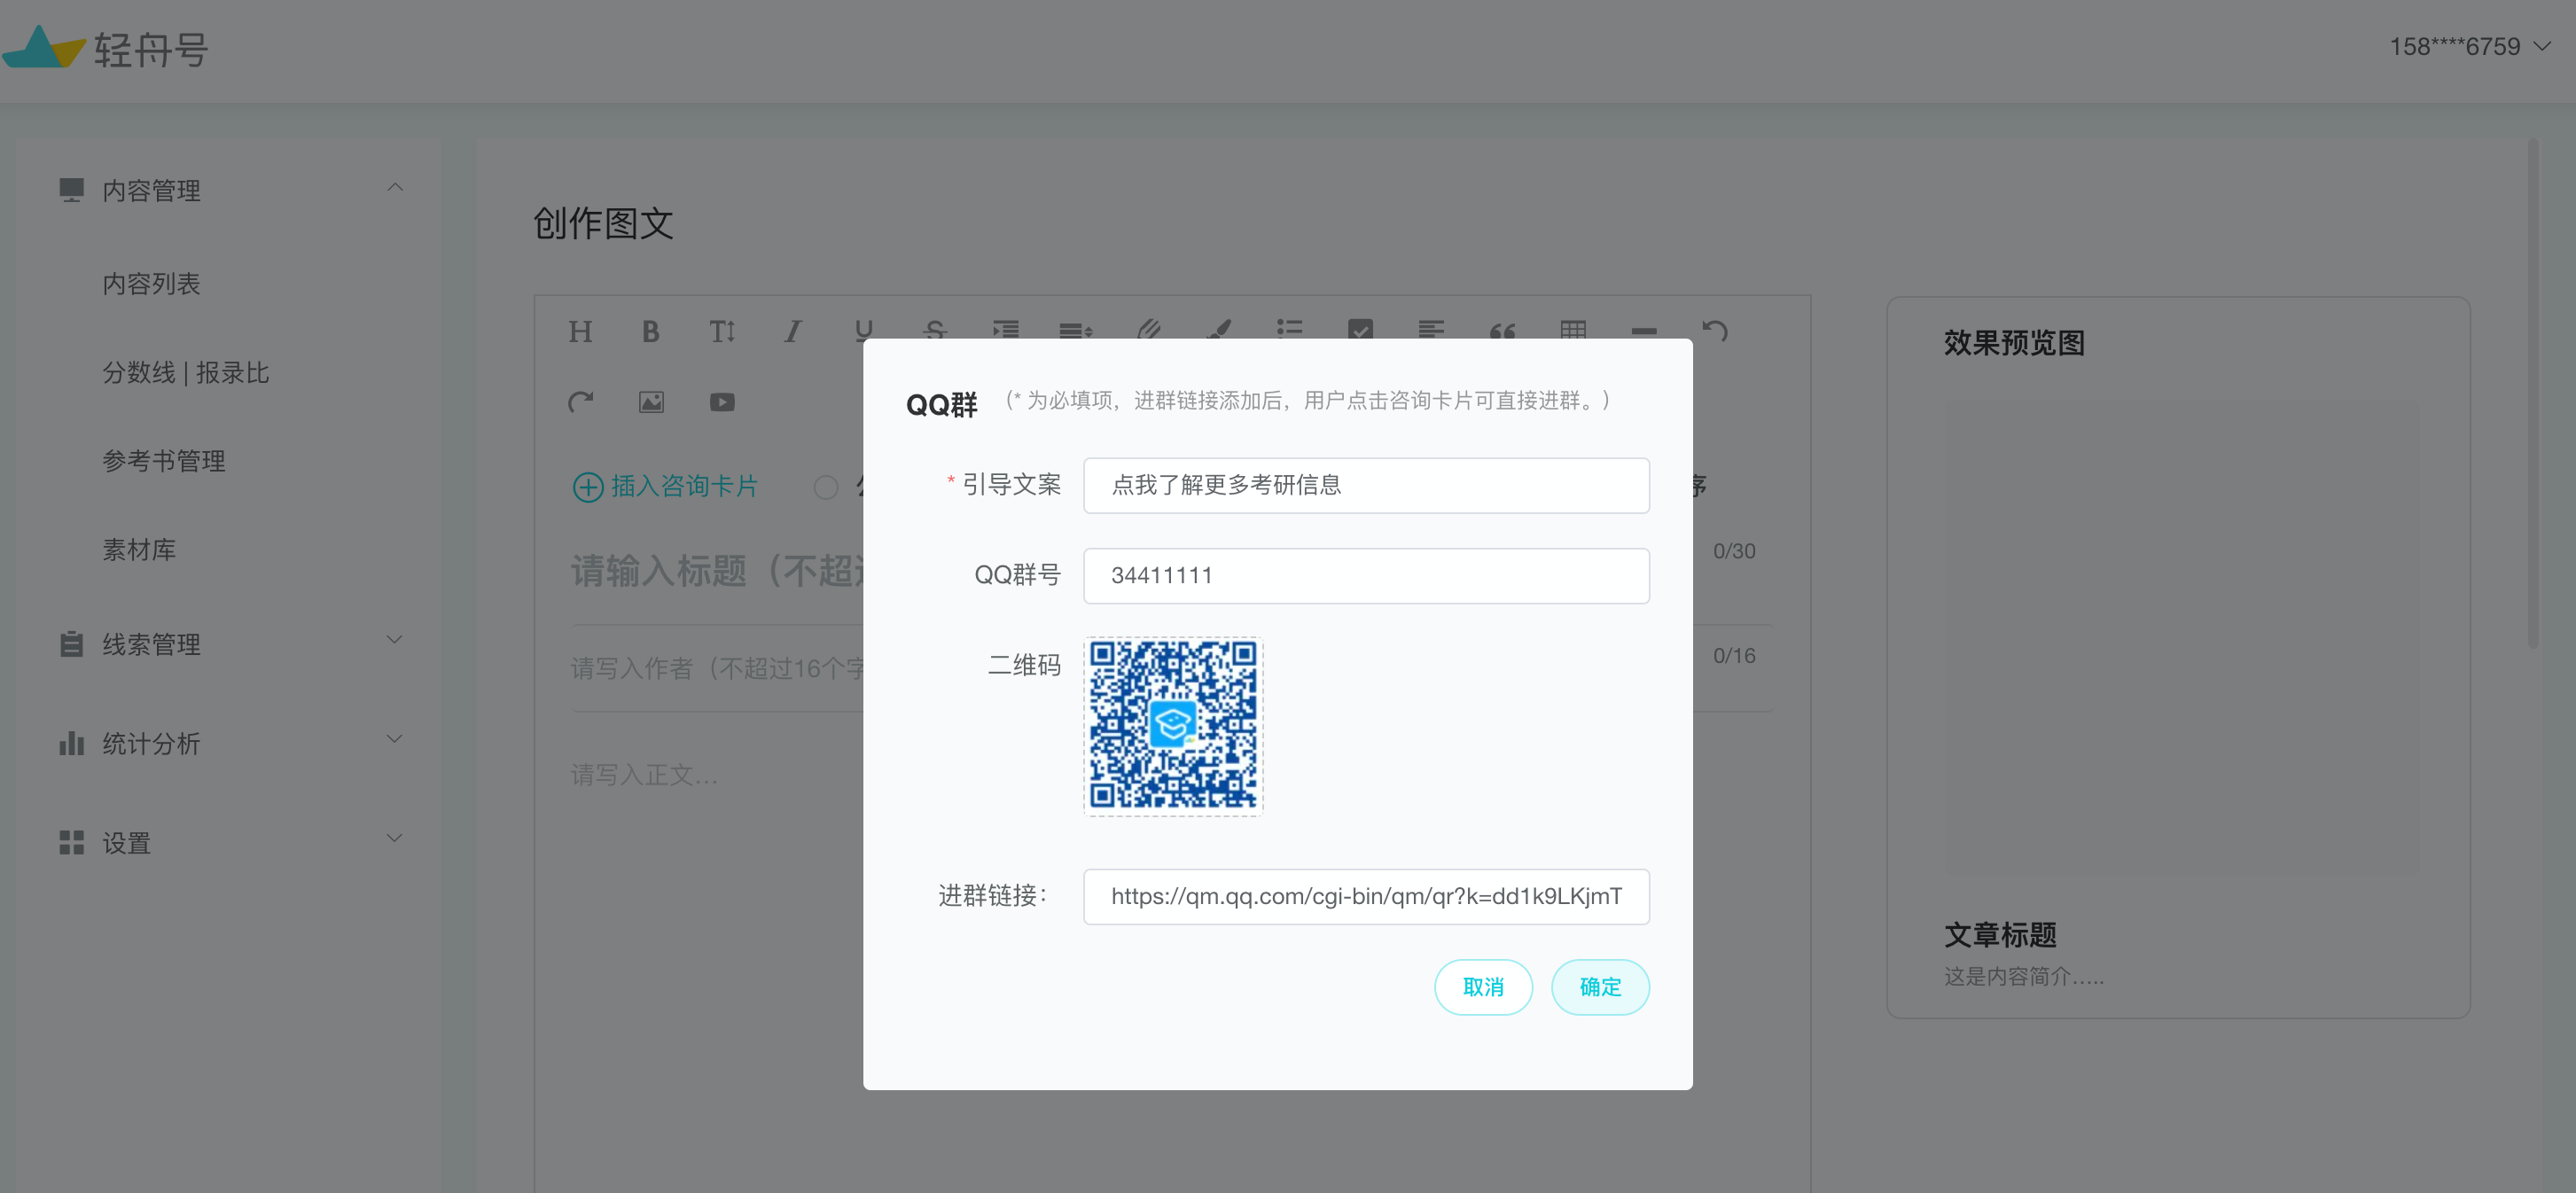 轻舟号
158****6759
内容管理
内容列表
分数线 | 报录比
参考书管理
素材库
线索管理
统计分析
设置
创作图文
H B T I U S
插入咨询卡片
请输入标题（不超
0/30
请写入作者（不超过16个字
0/16
请写入正文...
QQ群 （* 为必填项，进群链接添加后，用户点击咨询卡片可直接进群。）
* 引导文案 点我了解更多考研信息
QQ群号 34411111
二维码
进群链接： https://qm.qq.com/cgi-bin/qm/qr?k=dd1k9LKjmT
取消 确定
效果预览图
文章标题
这是内容简介.....